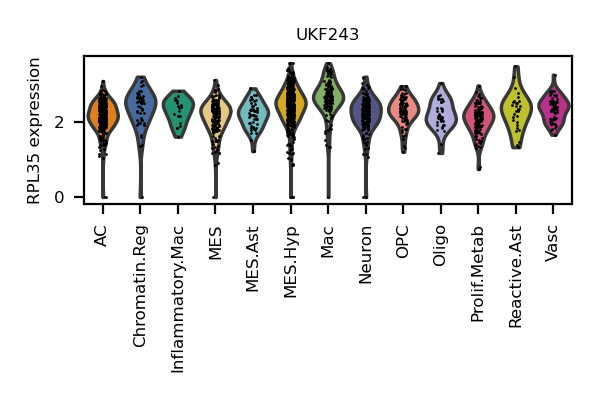 UKF243
RPL35 expression
2
0
AC
Chromatin.Reg
Inflammatory.Mac
MES
MES.Ast
MES.Hyp
Mac
Neuron
OPC
Oligo
Prolif.Metab
Reactive.Ast
Vasc